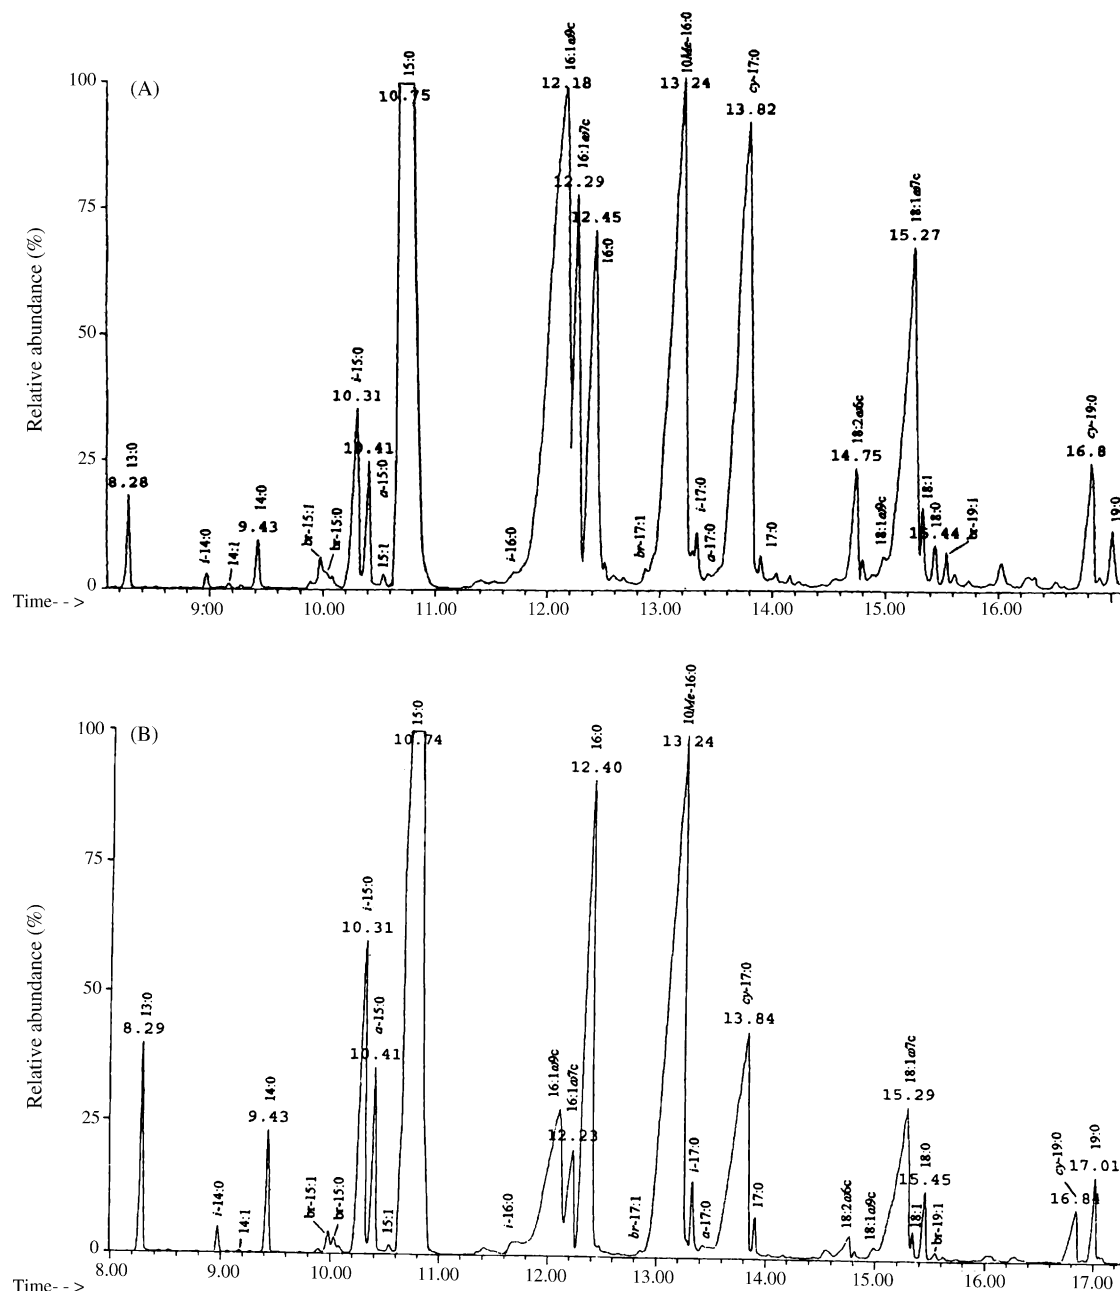 (A)
Relative abundance (%)
100
75
50
25
0
13:0
8.28
i-14:0
14:1
14:0
9.43
br-15:1
br-15:0
i-15:0
10.31
10.41
a-15:0
15:1
15:0
10.75
i-16:0
16:1ω9c
12.18
16:1ω7c
12.29
12.45
16:0
br-17:1
10Me-16:0
13.24
i-17:0
a-17:0
cy-17:0
13.82
17:0
18:2ω6c
14.75
18:1ω9c
18:1ω7c
15.27
18:1
18:0
15.44
br-19:1
cy-19:0
16.8
19:0
Time-->
9:00 10.00 11.00 12.00 13.00 14.00 15.00 16.00
(B)
Relative abundance (%)
100
75
50
25
0
13:0
8.29
i-14:0
14:1
14:0
9.43
br-15:1
br-15:0
i-15:0
10.31
a-15:0
10.41
15:1
15:0
10.74
i-16:0
16:1ω9c
16:1ω7c
12.23
16:0
12.40
br-17:1
10Me-16:0
13.24
i-17:0
a-17:0
cy-17:0
13.84
17:0
18:2ω6c
18:1ω9c
18:1ω7c
15.29
18:1
18:0
15.45
br-19:1
cy-19:0
16.84
19:0
17.01
Time-->
8.00 9.00 10.00 11.00 12.00 13.00 14.00 15.00 16.00 17.00